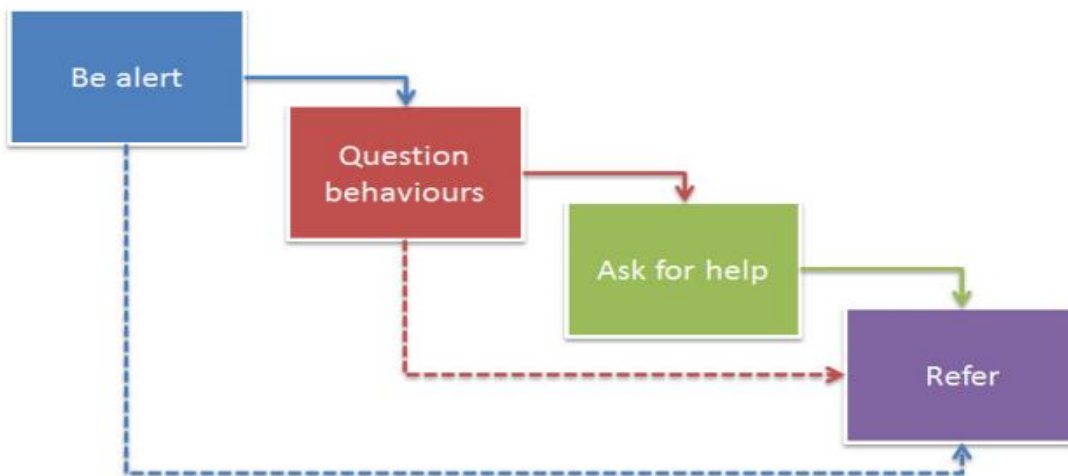 Be alert
Question
behaviours
Ask for help
Refer